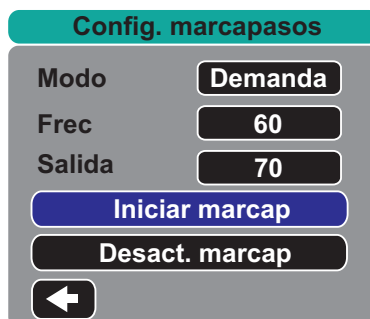 Config. marcapasos
Modo Demanda
Frec 60
Salida 70
Iniciar marcap
Desact. marcap